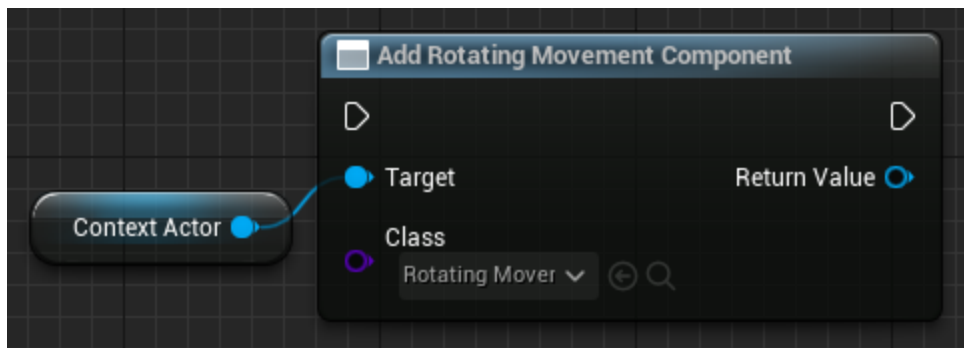 Add Rotating Movement Component
Target
Return Value
Context Actor
Class
Rotating Mover